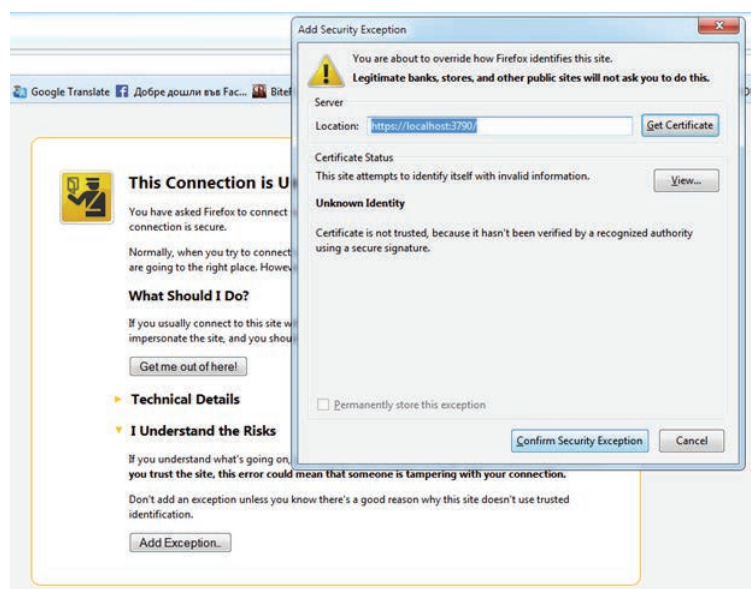 Add Security Exception
You are about to override how Firefox identifies this site.
Legitimate banks, stores, and other public sites will not ask you to do this.
Server
Location: https://localhost:3790/ Get Certificate
Certificate Status
This site attempts to identify itself with invalid information. View...
Unknown Identity
Certificate is not trusted, because it hasn't been verified by a recognized authority
using a secure signature.
Permanently store this exception
Confirm Security Exception Cancel
Google Translate Добре дошли във Fac...
This Connection is U
You have asked Firefox to connect
connection is secure.
Normally, when you try to connect
are going to the right place. Howev
What Should I Do?
If you usually connect to this site w
impersonate the site, and you shou
Get me out of here!
Technical Details
I Understand the Risks
If you understand what's going on,
you trust the site, this error could mean that someone is tampering with your connection.
Don't add an exception unless you know there's a good reason why this site doesn't use trusted
identification.
Add Exception...